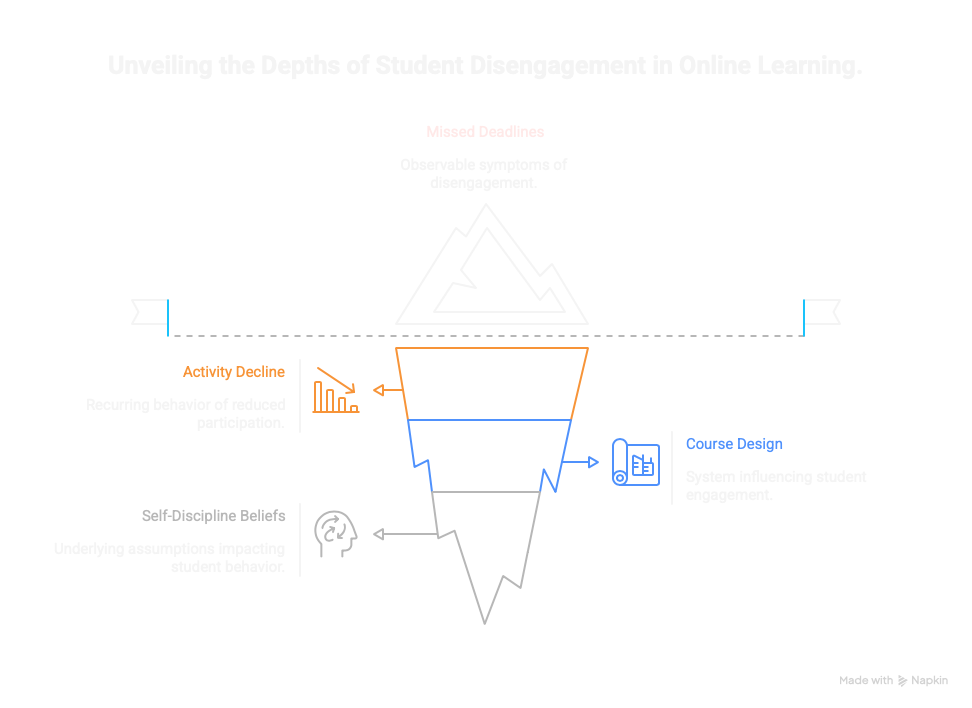 Unveiling the Depths of Student Disengagement in Online Learning.
Missed Deadlines
Observable symptoms of
disengagement.
Activity Decline
Recurring behavior of reduced
participation.
Course Design
System influencing student
engagement.
Self-Discipline Beliefs
Underlying assumptions impacting
student behavior.
Made with Napkin